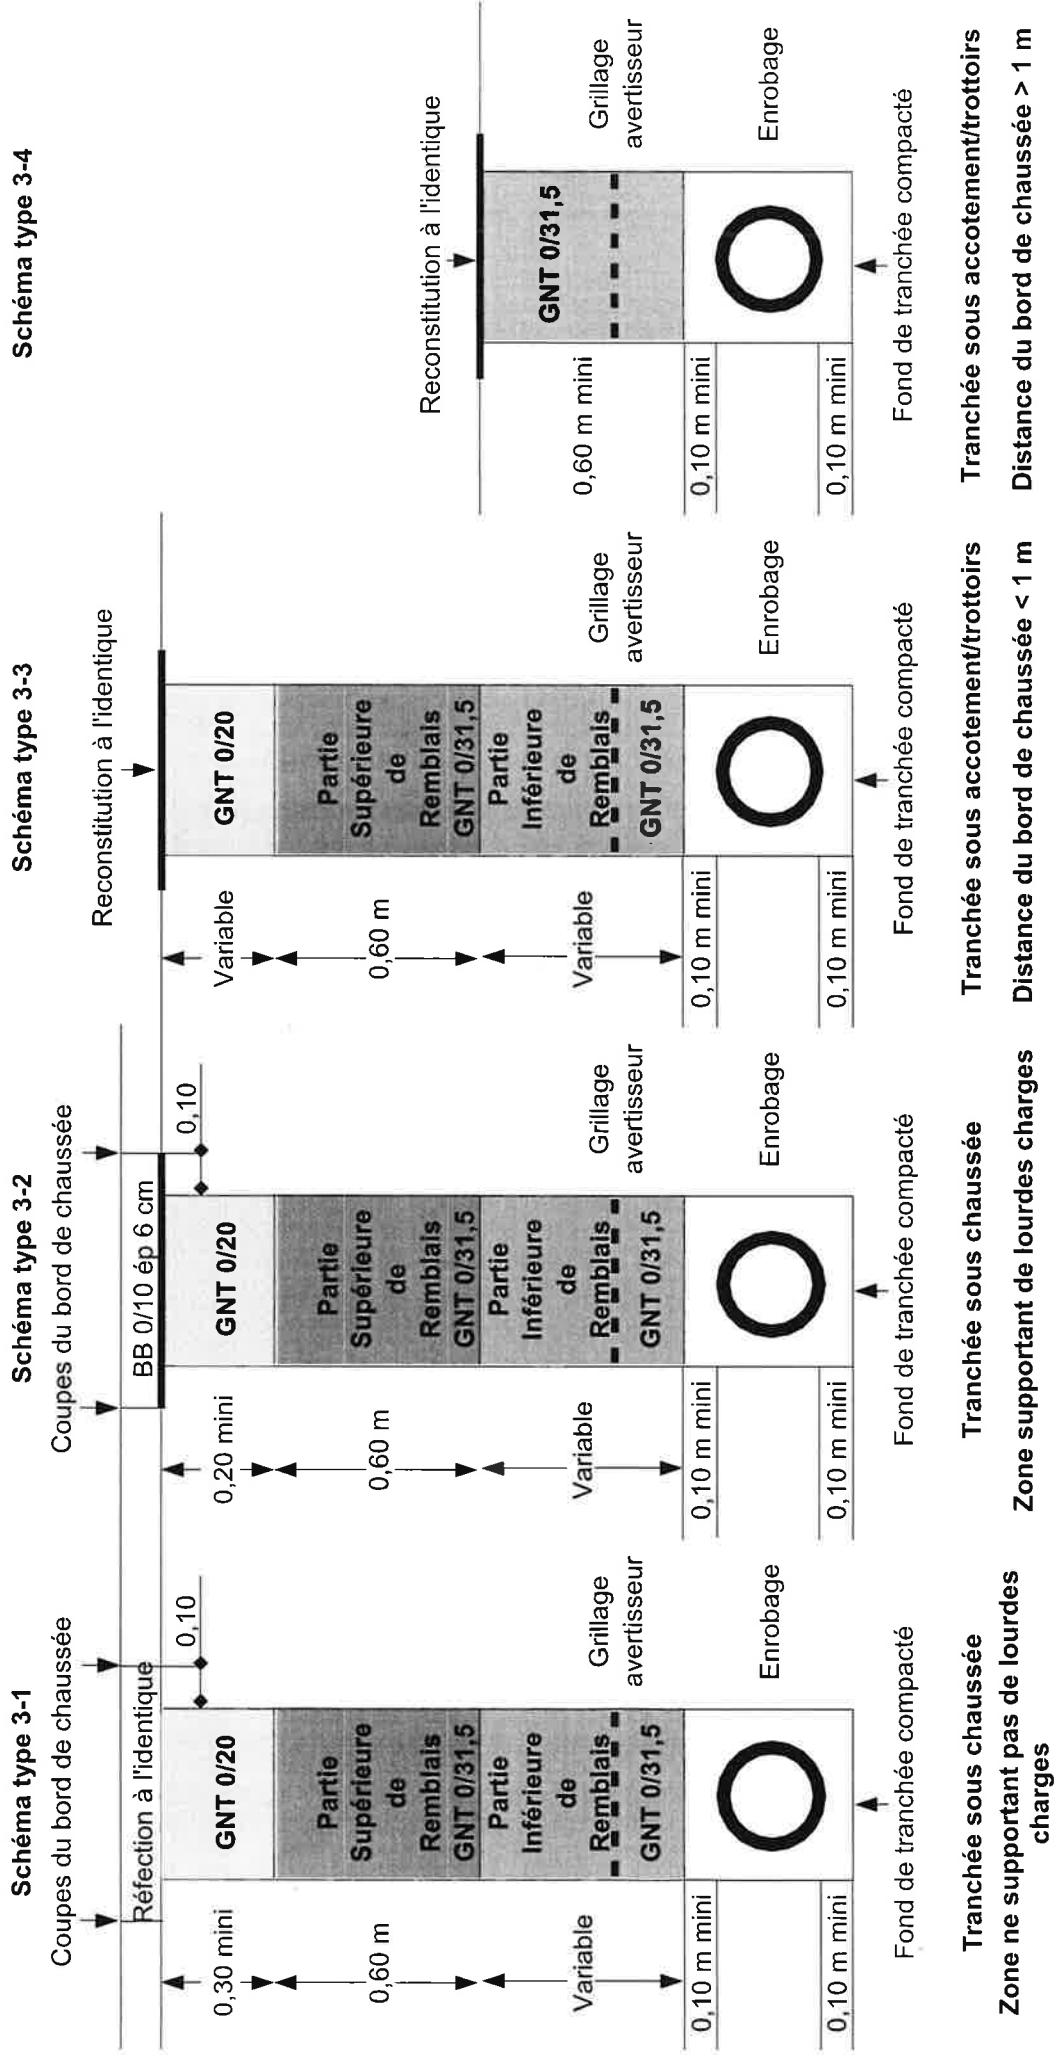 Schéma type 3-1
Coupes du bord de chaussée
Réfection à l'identique
0,10
0,30 mini
GNT 0/20
0,60 m
Partie
Supérieure
de
Remblais
GNT 0/31,5
Variable
Partie
Inférieure
de
Remblais
GNT 0/31,5
Grillage
avertisseur
0,10 m mini
Enrobage
0,10 m mini
Fond de tranchée compacté
Tranchée sous chaussée
Zone ne supportant pas de lourdes
charges
Schéma type 3-2
Coupes du bord de chaussée
BB 0/10 ép 6 cm
0,10
0,20 mini
GNT 0/20
0,60 m
Partie
Supérieure
de
Remblais
GNT 0/31,5
Variable
Partie
Inférieure
de
Remblais
GNT 0/31,5
Grillage
avertisseur
0,10 m mini
Enrobage
0,10 m mini
Fond de tranchée compacté
Tranchée sous chaussée
Zone supportant de lourdes charges
Schéma type 3-3
Reconstitution à l'identique
Variable
GNT 0/20
0,60 m
Partie
Supérieure
de
Remblais
GNT 0/31,5
Variable
Partie
Inférieure
de
Remblais
GNT 0/31,5
Grillage
avertisseur
0,10 m mini
Enrobage
0,10 m mini
Fond de tranchée compacté
Tranchée sous accotement/trottoirs
Distance du bord de chaussée < 1 m
Schéma type 3-4
Reconstitution à l'identique
GNT 0/31,5
0,60 m mini
Grillage
avertisseur
0,10 m mini
Enrobage
0,10 m mini
Fond de tranchée compacté
Tranchée sous accotement/trottoirs
Distance du bord de chaussée > 1 m